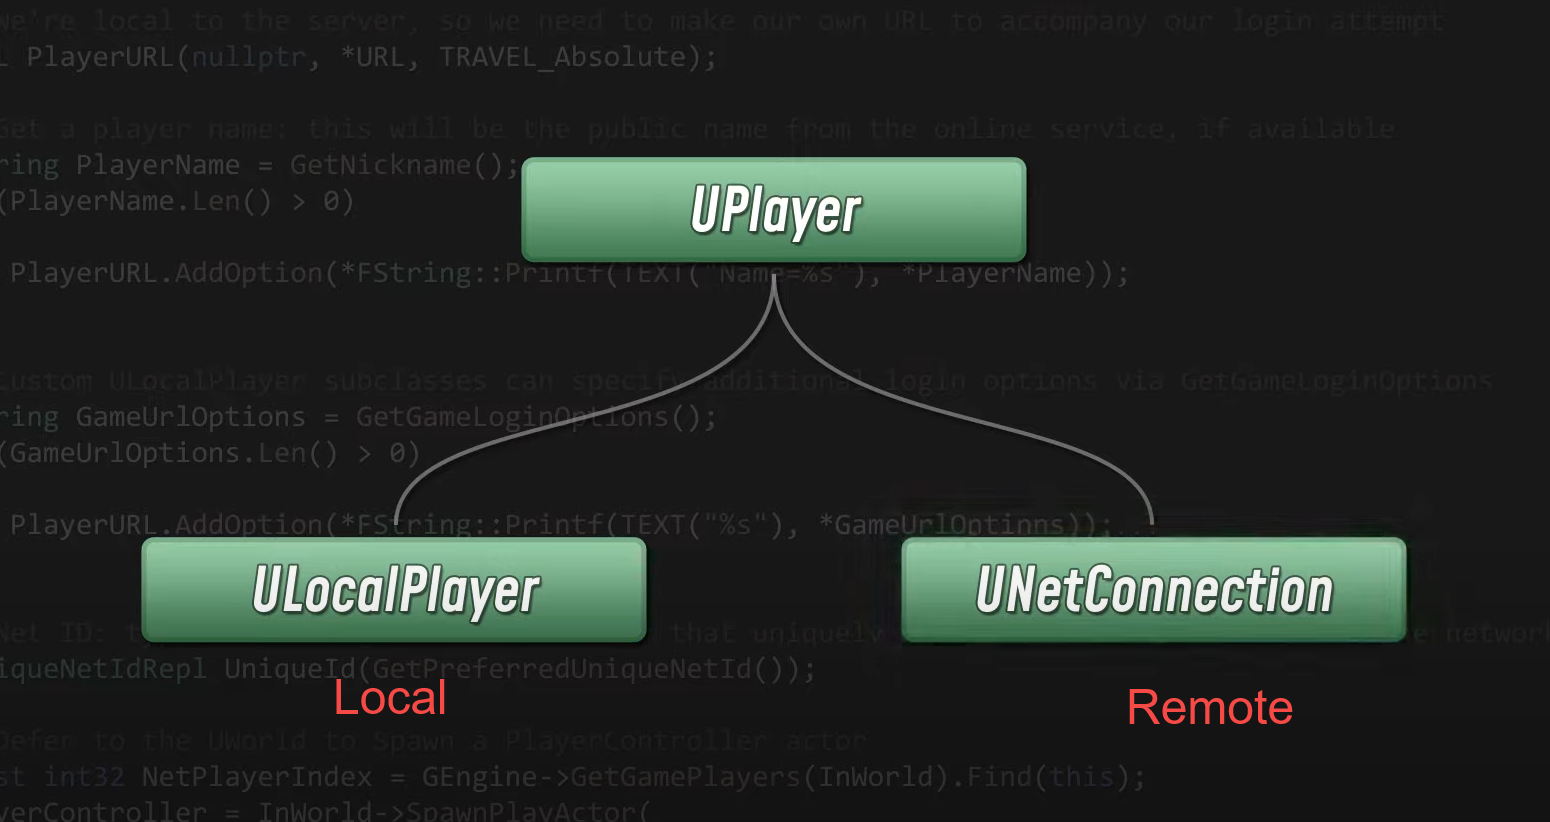 we're local to the server, so we need to make our own URL to accompany our login attempt
L PlayerURL(nullptr, *URL, TRAVEL_Absolute);
Get a player name: this will be the public name from the online service, if available
ring PlayerName = GetNickname();
(PlayerName.Len() > 0)
UPlayer
PlayerURL.AddOption(*FString::Printf(TEXT("Name=%s"), *PlayerName));
Custom ULocalPlayer subclasses can specify additional login options via GetGameLoginOptions
ring GameUrlOptions = GetGameLoginOptions();
(GameUrlOptions.Len() > 0)
PlayerURL.AddOption(*FString::Printf(TEXT("%s"), *GameUrlOptions));
ULocalPlayer
UNetConnection
Net ID: that uniquely networ
iqueNetIdRepl UniqueId(GetPreferredUniqueNetId());
Local
Remote
Defer to the UWorld to Spawn a PlayerController actor
st int32 NetPlayerIndex = GEngine->GetGamePlayers(InWorld).Find(this);
yerController = InWorld->SpawnPlayActor(